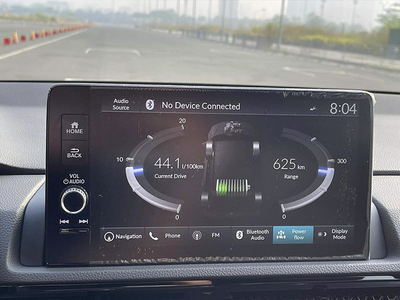 Audio Source
No Device Connected
8:04
HOME
BACK
VOL
AUDIO
20
10
0
44.1 l/100km
Current Drive
625 km
Range
300
0
Navigation
Phone
FM
Bluetooth Audio
Power flow
Display Mode